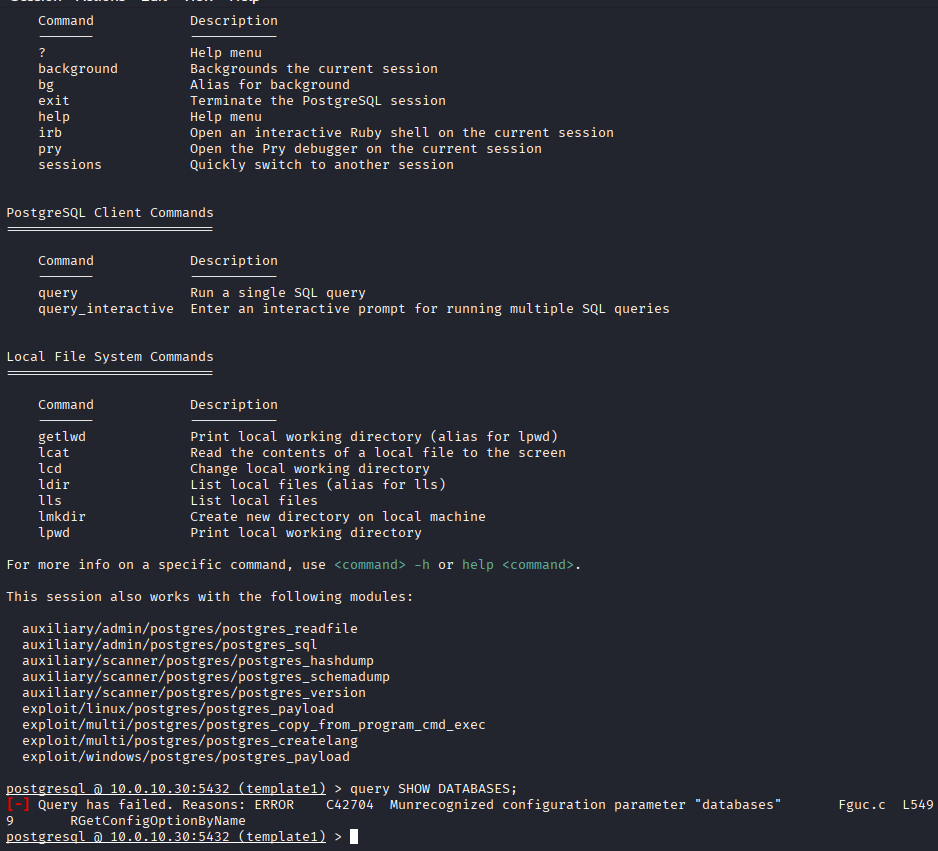 Command Description
? Help menu
background Backgrounds the current session
bg Alias for background
exit Terminate the PostgreSQL session
help Help menu
irb Open an interactive Ruby shell on the current session
pry Open the Pry debugger on the current session
sessions Quickly switch to another session
PostgreSQL Client Commands
Command Description
query Run a single SQL query
query_interactive Enter an interactive prompt for running multiple SQL queries
Local File System Commands
Command Description
getlwd Print local working directory (alias for lpwd)
lcat Read the contents of a local file to the screen
lcd Change local working directory
ldir List local files (alias for lls)
lls List local files
lmkdir Create new directory on local machine
lpwd Print local working directory
For more info on a specific command, use <command> -h or help <command>.
This session also works with the following modules:
auxiliary/admin/postgres/postgres_readfile
auxiliary/admin/postgres/postgres_sql
auxiliary/scanner/postgres/postgres_hashdump
auxiliary/scanner/postgres/postgres_schemadump
auxiliary/scanner/postgres/postgres_version
exploit/linux/postgres/postgres_payload
exploit/multi/postgres/postgres_copy_from_program_cmd_exec
exploit/multi/postgres/postgres_createlang
exploit/windows/postgres/postgres_payload
postgresql @ 10.0.10.30:5432 (template1) > query SHOW DATABASES;
[-] Query has failed. Reasons: ERROR C42704 Munrecognized configuration parameter "databases" Fguc.c L549
9 RGetConfigOptionByName
postgresql @ 10.0.10.30:5432 (template1) >